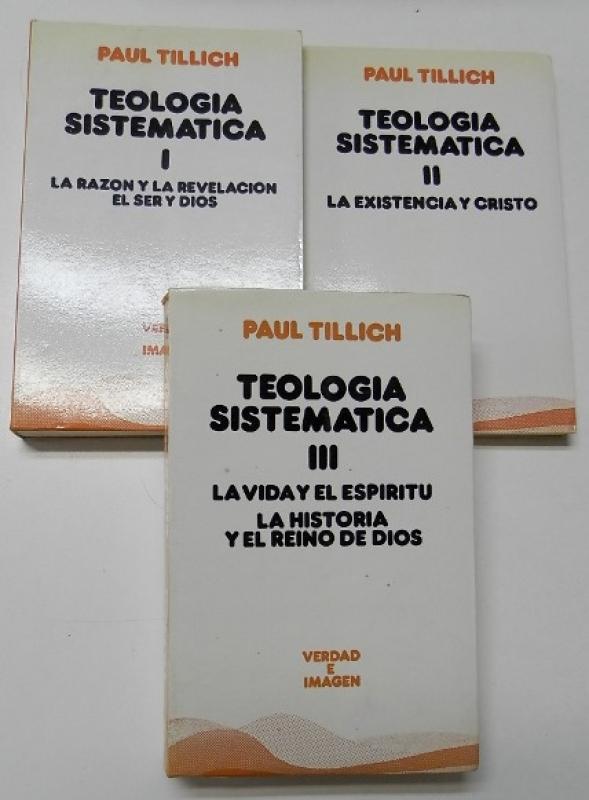 PAUL TILLICH
TEOLOGIA
SISTEMATICA
I
LA RAZON Y LA REVELACION
EL SER Y DIOS
PAUL TILLICH
TEOLOGIA
SISTEMATICA
II
LA EXISTENCIA Y CRISTO
PAUL TILLICH
TEOLOGIA
SISTEMATICA
III
LA VIDA Y EL ESPIRITU
LA HISTORIA
Y EL REINO DE DIOS
VERDAD
E
IMAGEN